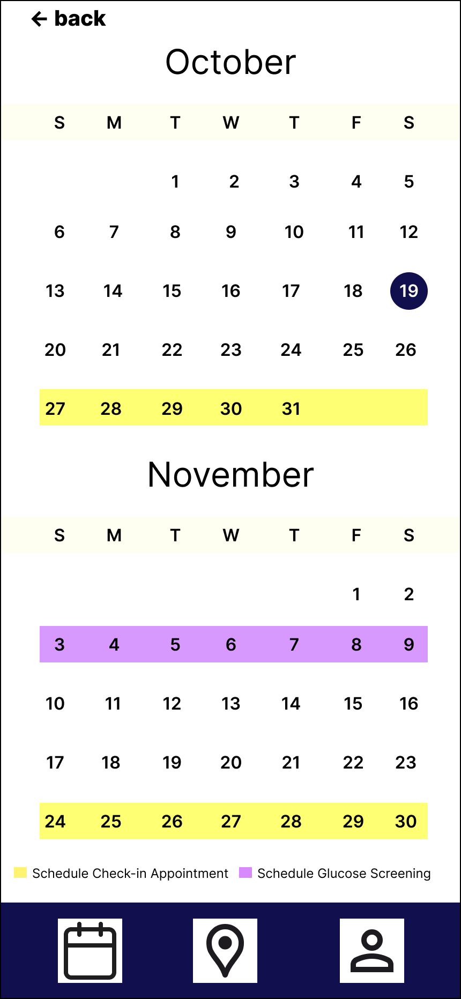 ← back
October
S M T W T F S
1 2 3 4 5
6 7 8 9 10 11 12
13 14 15 16 17 18 19
20 21 22 23 24 25 26
27 28 29 30 31
November
S M T W T F S
1 2
3 4 5 6 7 8 9
10 11 12 13 14 15 16
17 18 19 20 21 22 23
24 25 26 27 28 29 30
Schedule Check-in Appointment Schedule Glucose Screening